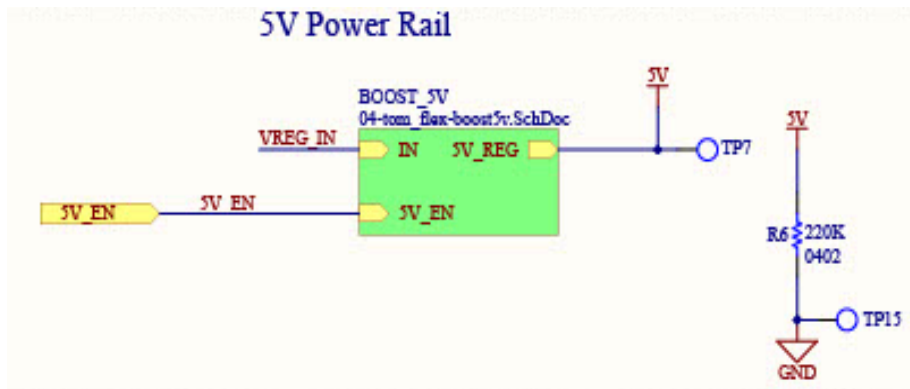 5V Power Rail
BOOST_5V
04-tom_flex-boost5v.SchDoc
VREG_IN
IN
5V_REG
5V
TP7
5V_EN
5V_EN
5V_EN
5V
R6
220K
0402
TP15
GND